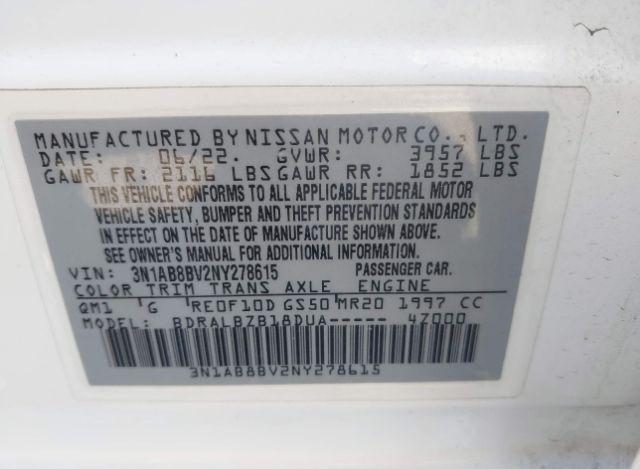 MANUFACTURED BY NISSAN MOTOR CO., LTD.
DATE: 06/22. GVWR: 3957 LBS
GAWR FR: 2116 LBS GAWR RR: 1852 LBS
THIS VEHICLE CONFORMS TO ALL APPLICABLE FEDERAL MOTOR
VEHICLE SAFETY, BUMPER AND THEFT PREVENTION STANDARDS
IN EFFECT ON THE DATE OF MANUFACTURE SHOWN ABOVE.
SEE OWNER'S MANUAL FOR ADDITIONAL INFORMATION.
VIN: 3N1AB8BV2NY278615 PASSENGER CAR.
COLOR TRIM TRANS AXLE ENGINE
QM1 G RE0F10D GS50 MR20 1997 CC
MODEL: BDRALBZB18DUA----- 4Z000
3N1AB8BV2NY278615